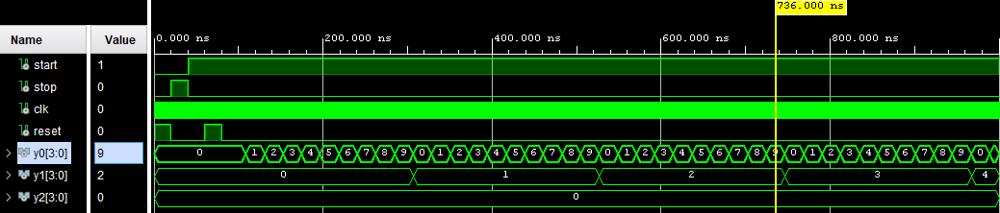 736.000 ns
Name Value 0.000 ns 200.000 ns 400.000 ns 600.000 ns 800.000 ns
start 1
stop 0
clk 0
reset 0
y0[3:0] 9 0 1 2 3 4 5 6 7 8 9 0 1 2 3 4 5 6 7 8 9 0 1 2 3 4 5 6 7 8 9 0 1 2 3 4 5 6 7 8 9 0
y1[3:0] 2 0 1 2 3 4
y2[3:0] 0 0